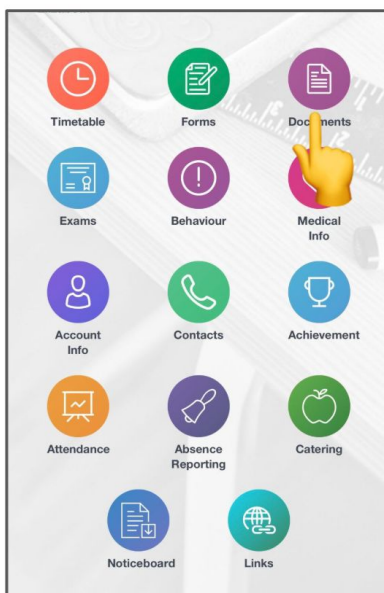 Timetable
Forms
Documents
Exams
Behaviour
Medical
Info
Account
Info
Contacts
Achievement
Attendance
Absence
Reporting
Catering
Noticeboard
Links